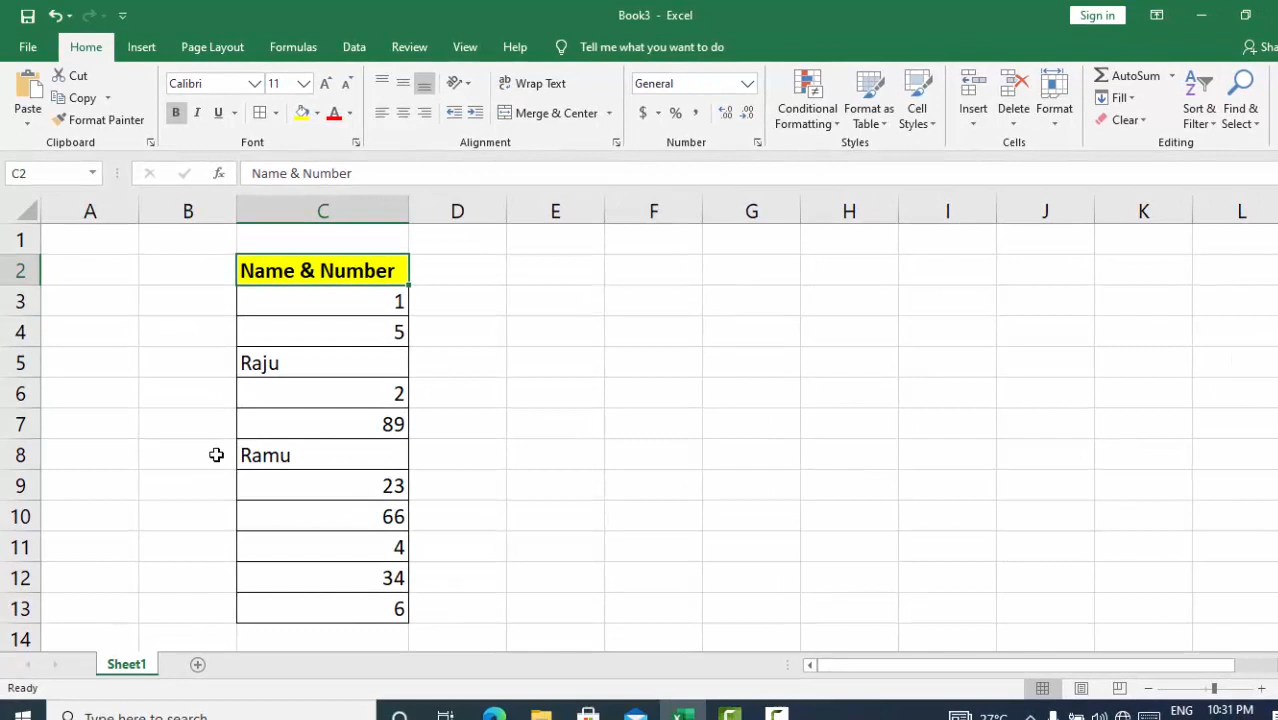 Book3 - Excel
Sign in
File Home Insert Page Layout Formulas Data Review View Help Tell me what you want to do
Cut
Copy
Format Painter
Paste
Clipboard
Calibri 11
B I U
Font
Wrap Text
Merge & Center
Alignment
General
$ % ,
Number
Conditional Formatting
Format as Table
Cell Styles
Styles
Insert Delete Format
Cells
AutoSum
Fill
Clear
Sort & Filter
Find & Select
Editing
C2 fx Name & Number
A B C D E F G H I J K L
1
2 Name & Number
3 1
4 5
5 Raju
6 2
7 89
8 Ramu
9 23
10 66
11 4
12 34
13 6
14
Sheet1
Ready
Type here to search
27°C ENG 10:31 PM